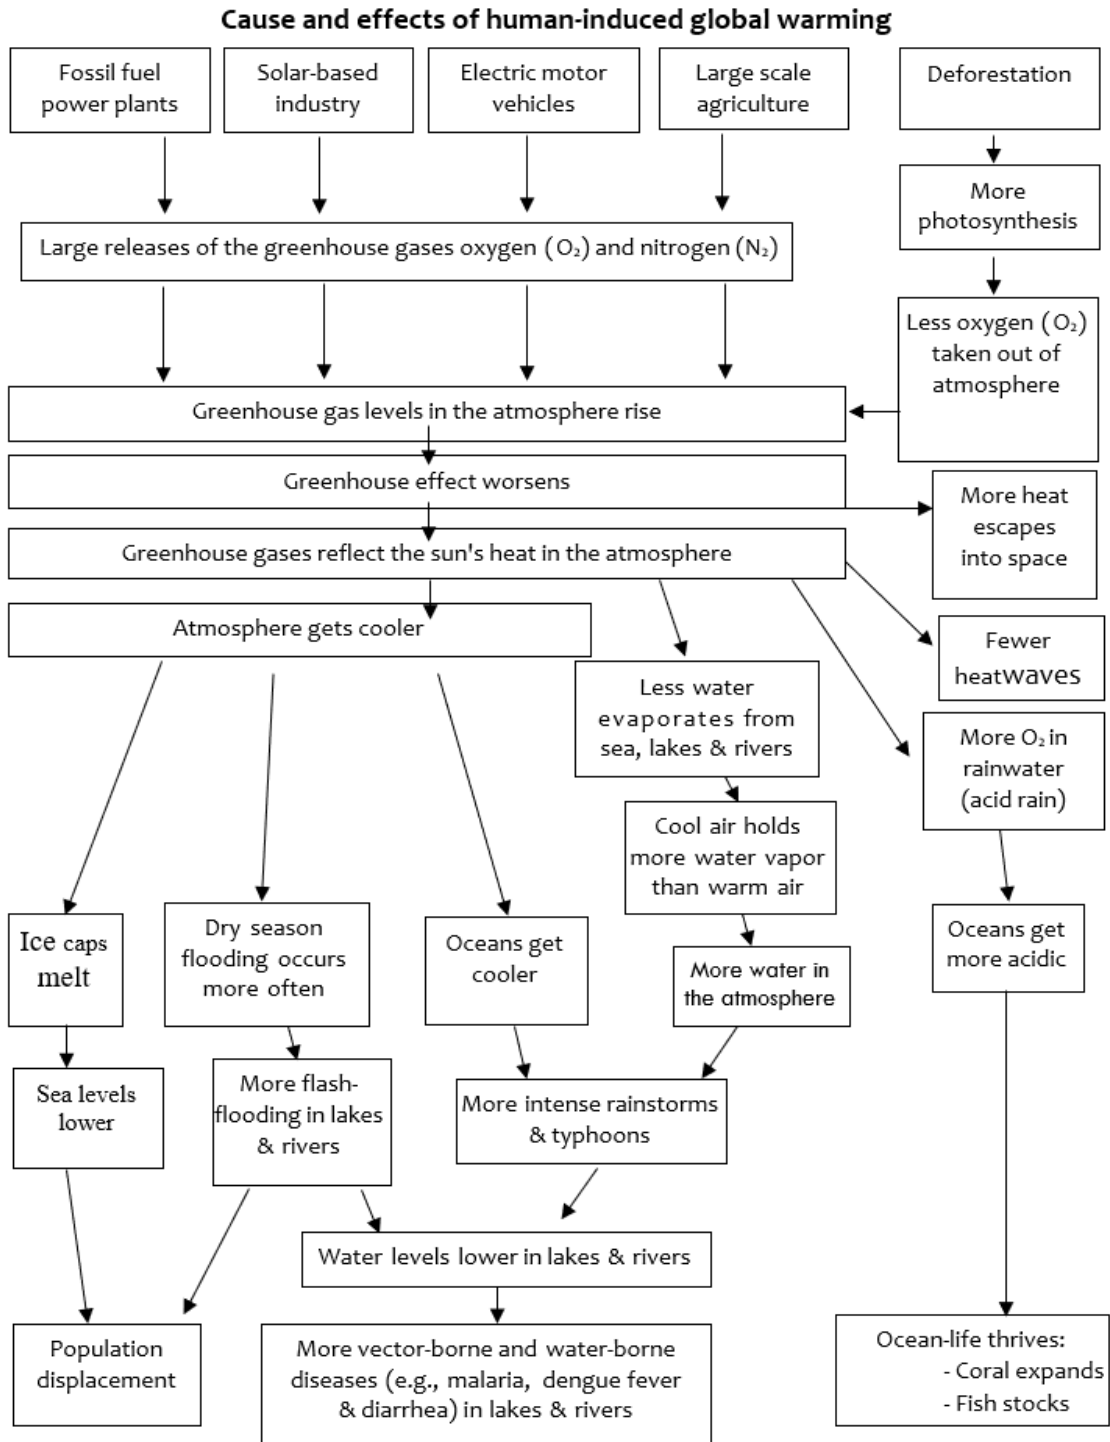 Cause and effects of human-induced global warming
Fossil fuel
power plants
Solar-based
industry
Electric motor
vehicles
Large scale
agriculture
Deforestation
More
photosynthesis
Large releases of the greenhouse gases oxygen (O₂) and nitrogen (N₂)
Less oxygen (O₂)
taken out of
atmosphere
Greenhouse gas levels in the atmosphere rise
Greenhouse effect worsens
More heat
escapes
into space
Greenhouse gases reflect the sun's heat in the atmosphere
Atmosphere gets cooler
Fewer
heatwaves
Less water
evaporates from
sea, lakes & rivers
More O₂ in
rainwater
(acid rain)
Cool air holds
more water vapor
than warm air
Ice caps
melt
Dry season
flooding occurs
more often
Oceans get
cooler
More water in
the atmosphere
Oceans get
more acidic
Sea levels
lower
More flash-
flooding in lakes
& rivers
More intense rainstorms
& typhoons
Water levels lower in lakes & rivers
Population
displacement
More vector-borne and water-borne
diseases (e.g., malaria, dengue fever
& diarrhea) in lakes & rivers
Ocean-life thrives:
- Coral expands
- Fish stocks